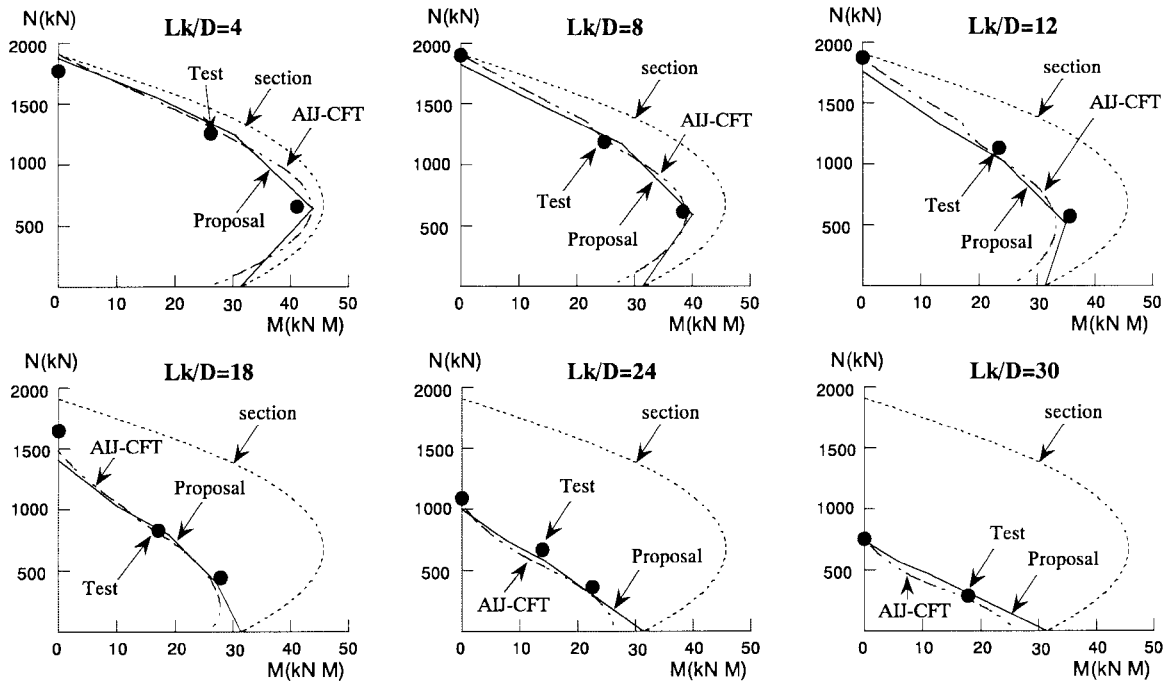 N(kN)
Lk/D=4
2000
1500
1000
500
Test
section
AIJ-CFT
Proposal
0 10 20 30 40 50
M(kN M)
N(kN)
Lk/D=8
2000
1500
1000
500
section
AIJ-CFT
Test
Proposal
0 10 20 30 40 50
M(kN M)
N(kN)
Lk/D=12
2000
1500
1000
500
section
AIJ-CFT
Test
Proposal
0 10 20 30 40 50
M(kN M)
N(kN)
Lk/D=18
2000
1500
1000
500
section
AIJ-CFT
Proposal
Test
0 10 20 30 40 50
M(kN M)
N(kN)
Lk/D=24
2000
1500
1000
500
section
Test
Proposal
AIJ-CFT
0 10 20 30 40 50
M(kN M)
N(kN)
Lk/D=30
2000
1500
1000
500
section
Test
Proposal
AIJ-CFT
0 10 20 30 40 50
M(kN M)